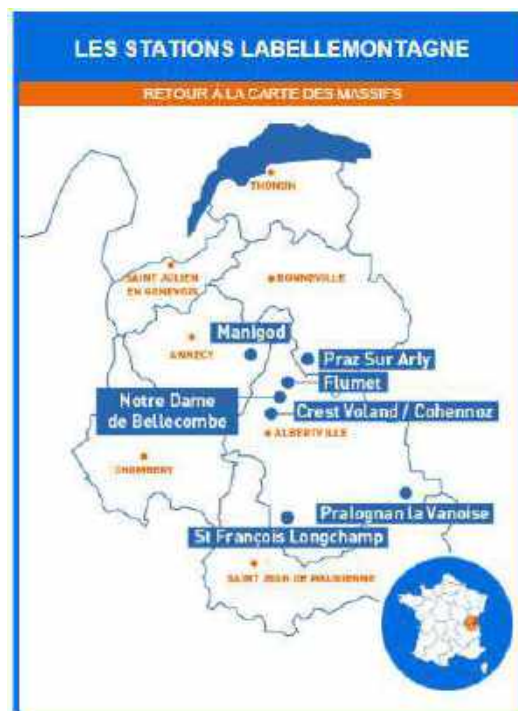 LES STATIONS LABELLEMONTAGNE
RETOUR À LA CARTE DES MASSIFS
THONON
SAINT JULIEN
EN GENEVOIS
BONNEVILLE
Manigod
ANNECY
Praz Sur Arly
Flumet
Notre Dame
de Bellecombe
Crest Voland / Cohennoz
ALBERTVILLE
CHAMBERY
Pralognan la Vanoise
St François Longchamp
SAINT JEAN DE MAURIENNE